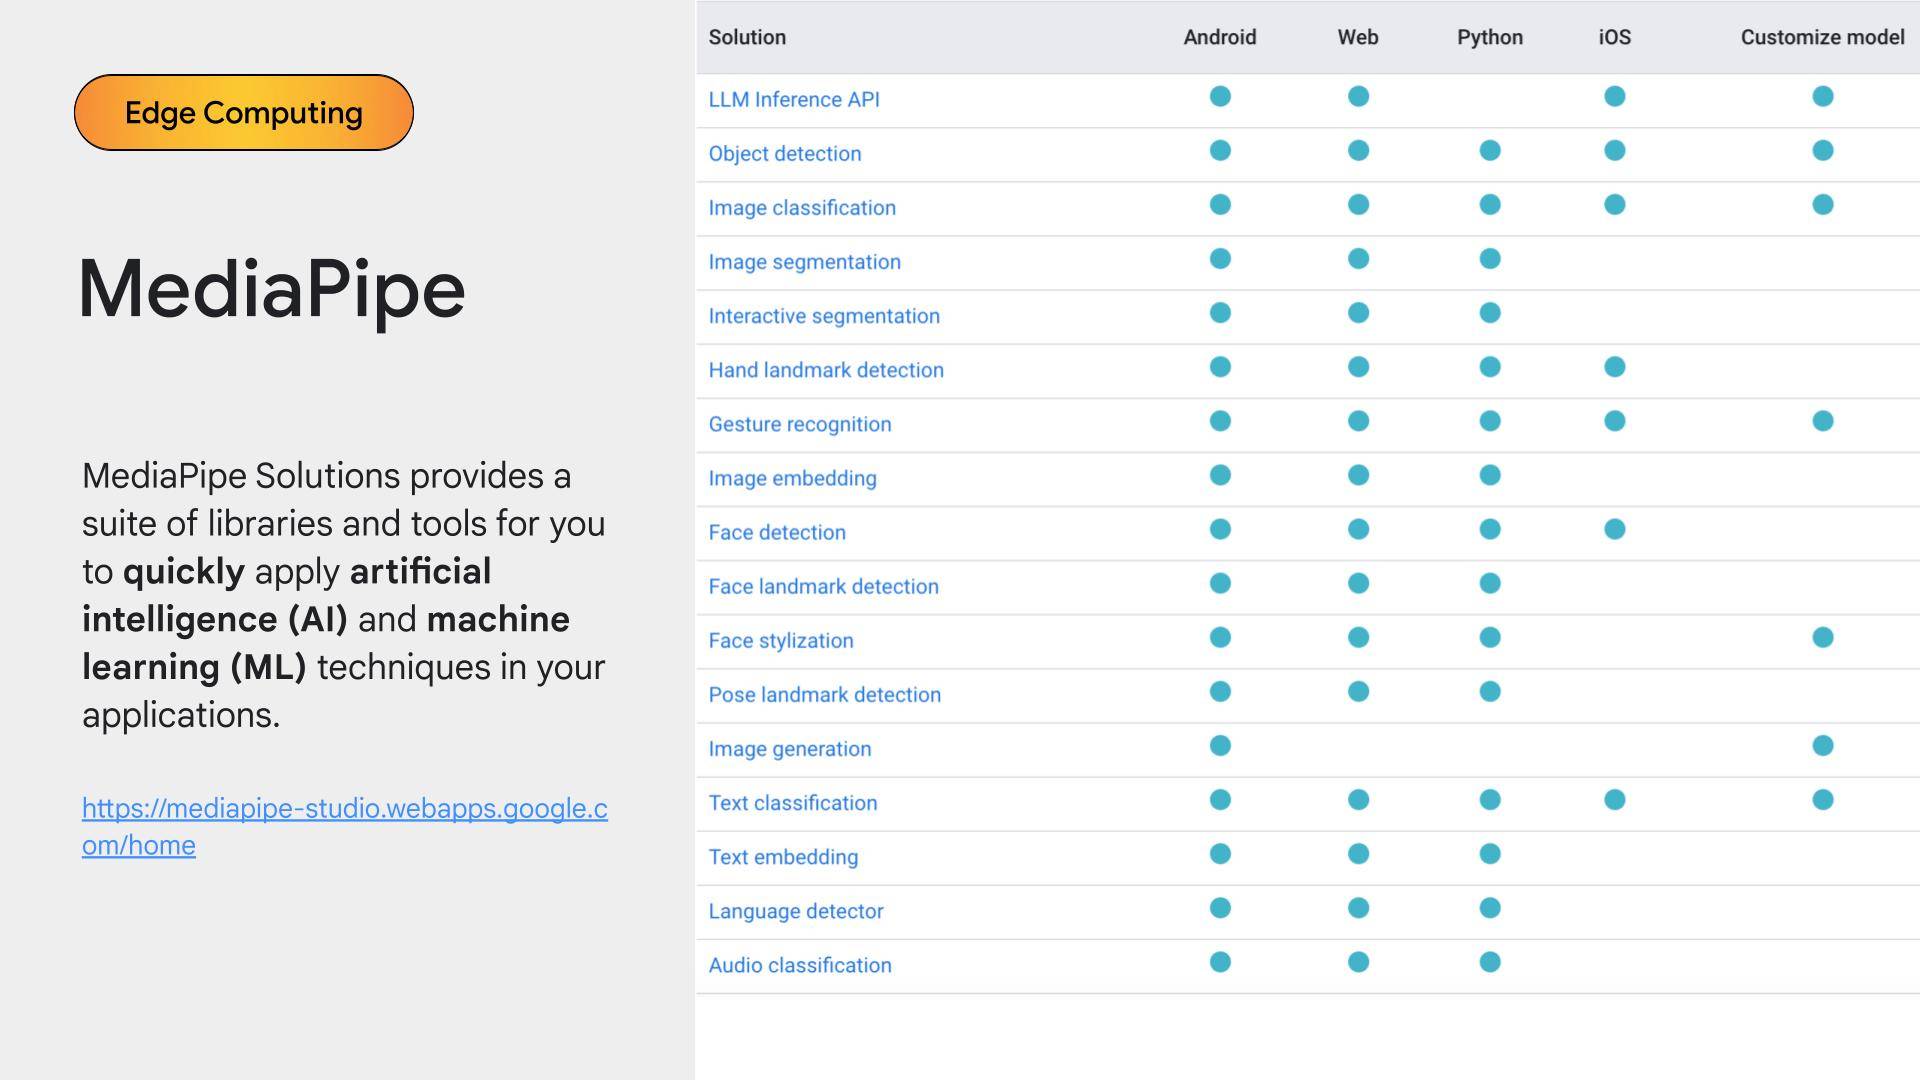 Edge Computing
MediaPipe
MediaPipe Solutions provides a
suite of libraries and tools for you
to quickly apply artificial
intelligence (AI) and machine
learning (ML) techniques in your
applications.
https://mediapipe-studio.webapps.google.c
om/home
Solution Android Web Python iOS Customize model
LLM Inference API
Object detection
Image classification
Image segmentation
Interactive segmentation
Hand landmark detection
Gesture recognition
Image embedding
Face detection
Face landmark detection
Face stylization
Pose landmark detection
Image generation
Text classification
Text embedding
Language detector
Audio classification